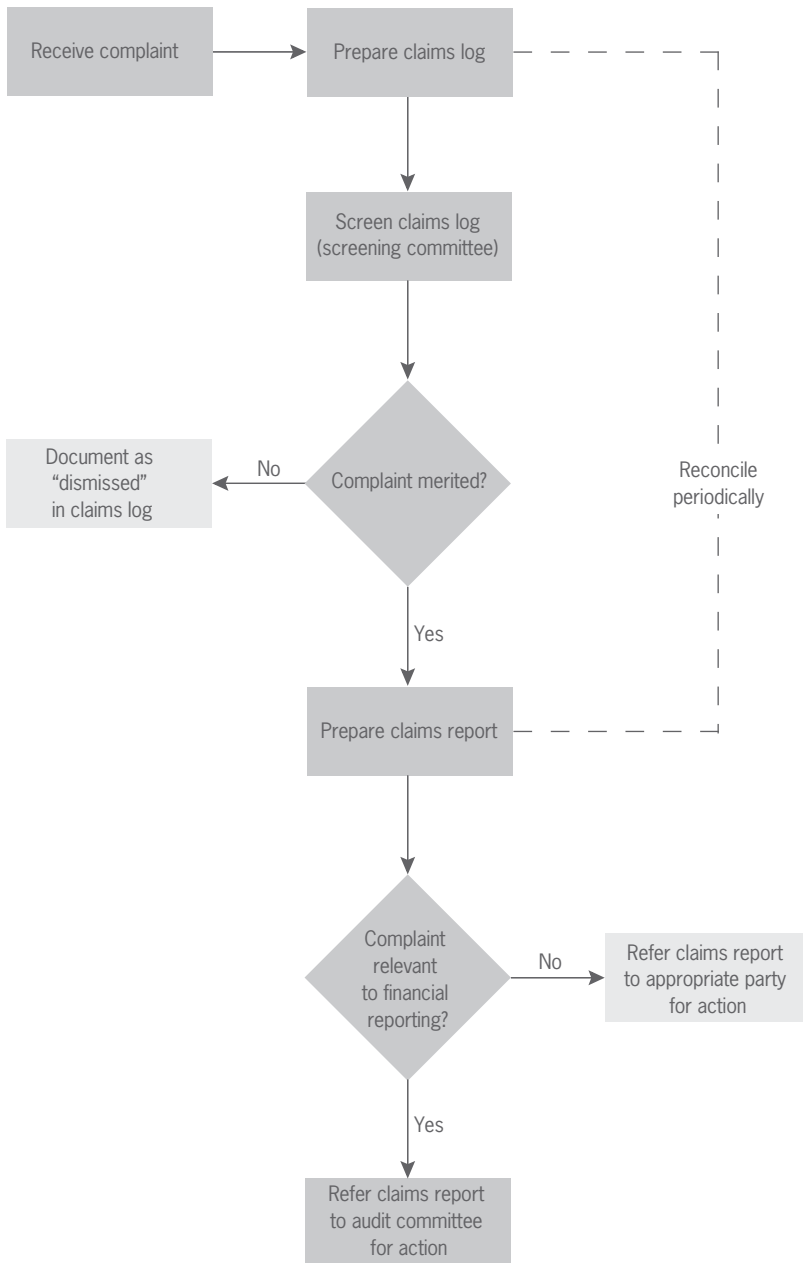 Receive complaint
Prepare claims log
Screen claims log
(screening committee)
Complaint merited?
No
Document as
“dismissed”
in claims log
Reconcile
periodically
Yes
Prepare claims report
Complaint
relevant
to financial
reporting?
No
Refer claims report
to appropriate party
for action
Yes
Refer claims report
to audit committee
for action